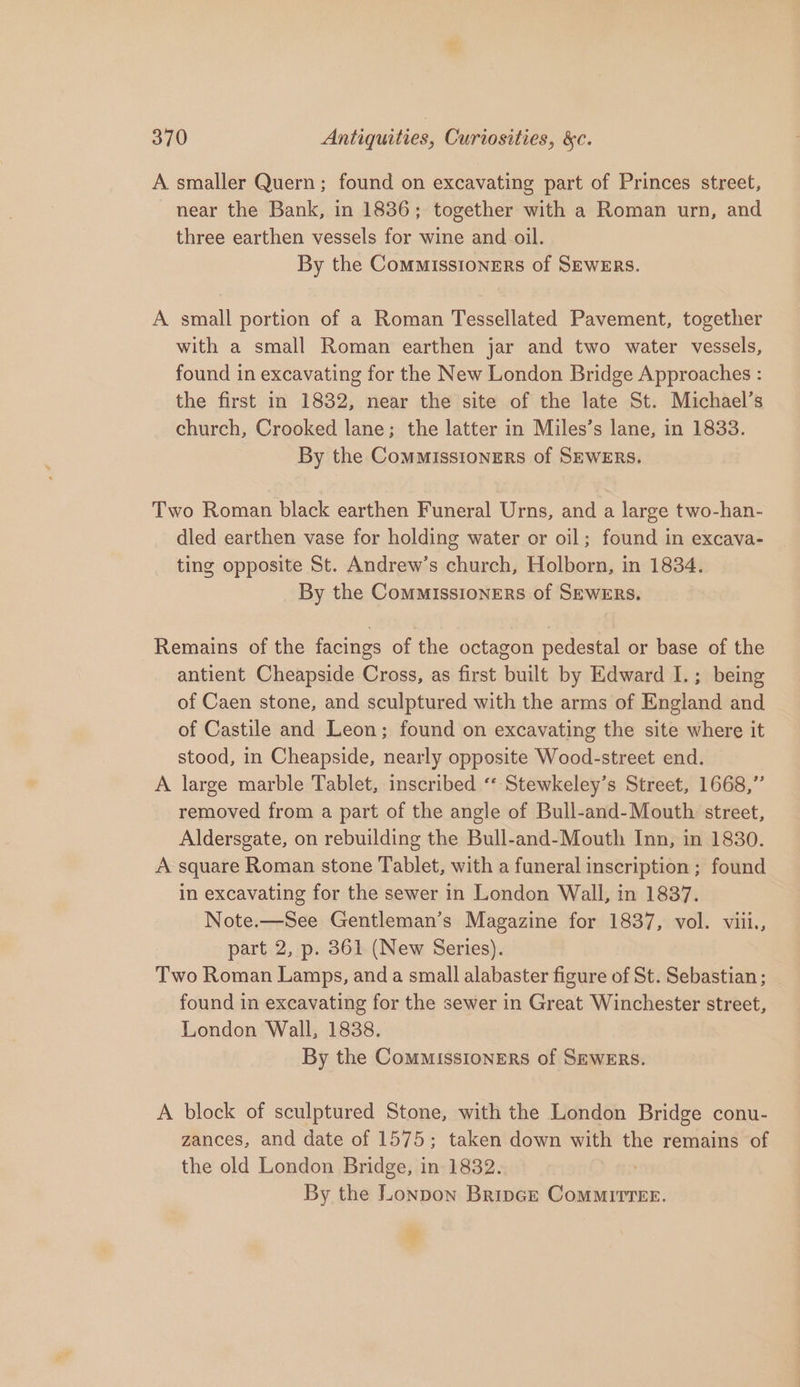 370 Antiquities, Curiosities, &c.
A smaller Quern; found on excavating part of Princes street,
near the Bank, in 1836; together with a Roman urn, and
three earthen vessels for wine and oil.
By the Commissioners of Sewers.
A small portion of a Roman Tessellated Pavement, together
with a small Roman earthen jar and two water vessels,
found in excavating for the New London Bridge Approaches :
the first in 1832, near the site of the late St. Michael's
church, Crooked lane; the latter in Miles's lane, in 1833.
By the Commissioners of Sewers.
Two Roman black earthen Funeral Urns, and a large two-han-
dled earthen vase for holding water or oil; found in excava-
ting opposite St. Andrew's church, Holborn, in 1834.
By the Commissioners of Sewers.
Remains of the facings of the octagon pedestal or base of the
antient Cheapside Cross, as first built by Edward I.; being
of Caen stone, and sculptured with the arms of England and
of Castile and Leon; found on excavating the site where it
stood, in Cheapside, nearly opposite Wood-street end.
A large marble Tablet, inscribed “Stewkeley's Street, 1668,”
removed from a part of the angle of Bull-and-Mouth street,
Aldersgate, on rebuilding the Bull-and-Mouth Inn, in 1830.
A square Roman stone Tablet, with a funeral inscription; found
in excavating for the sewer in London Wall, in 1837.
Note.—See Gentleman's Magazine for 1837, vol. viii.,
part 2, p. 361 (New Series).
Two Roman Lamps, and a small alabaster figure of St. Sebastian;
found in excavating for the sewer in Great Winchester street,
London Wall, 1838.
By the Commissioners of Sewers.
A block of sculptured Stone, with the London Bridge conu-
zances, and date of 1575; taken down with the remains of
the old London Bridge, in 1832.
By the London Bridge Committee.